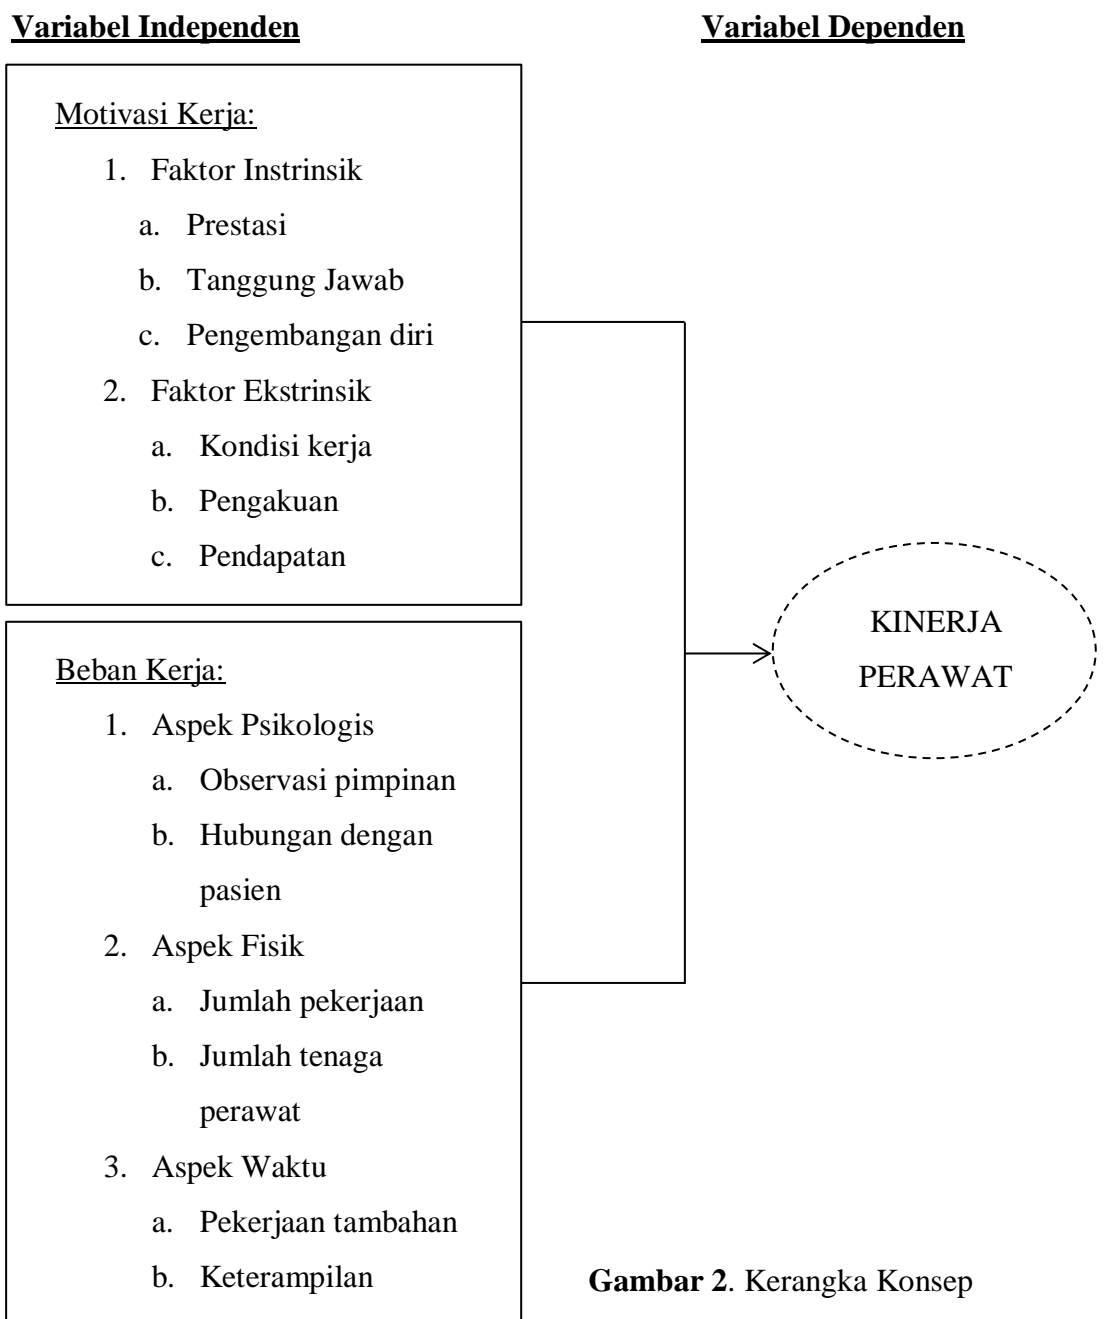 Variabel Independen
Variabel Dependen
Motivasi Kerja:
1. Faktor Instrinsik
a. Prestasi
b. Tanggung Jawab
c. Pengembangan diri
2. Faktor Ekstrinsik
a. Kondisi kerja
b. Pengakuan
c. Pendapatan
Beban Kerja:
1. Aspek Psikologis
a. Observasi pimpinan
b. Hubungan dengan
pasien
2. Aspek Fisik
a. Jumlah pekerjaan
b. Jumlah tenaga
perawat
3. Aspek Waktu
a. Pekerjaan tambahan
b. Keterampilan
KINERJA
PERAWAT
Gambar 2. Kerangka Konsep